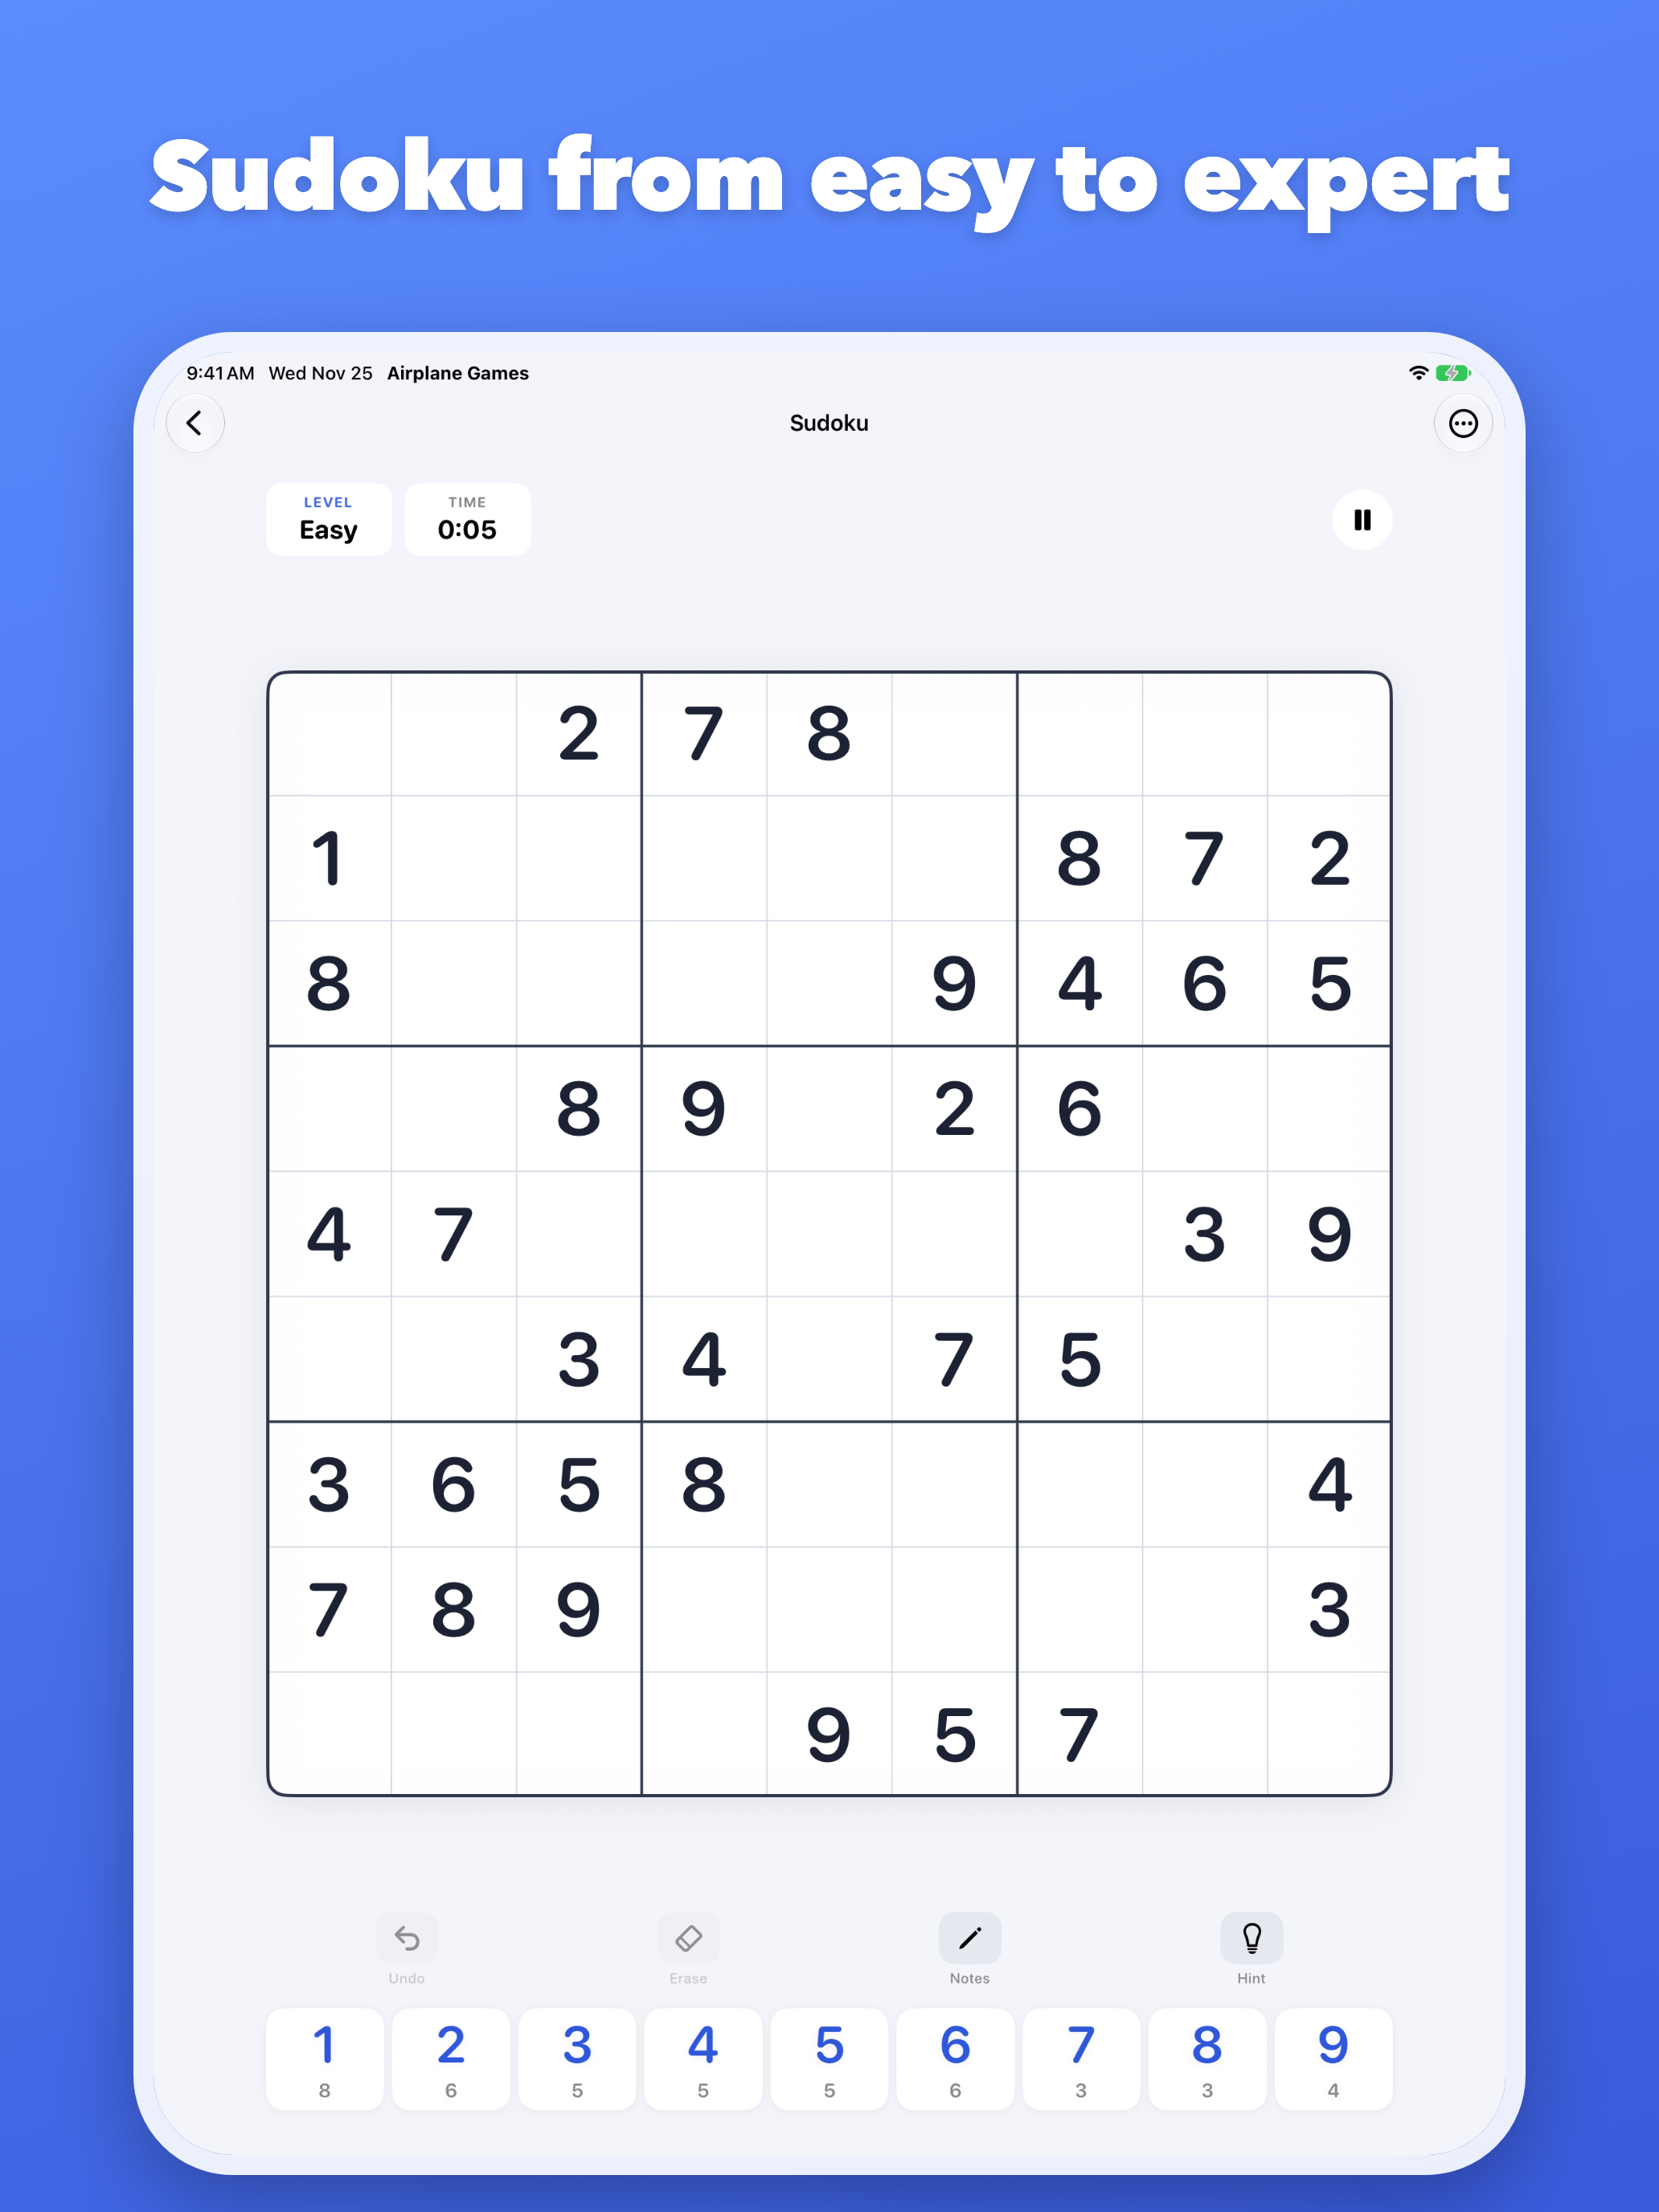 Sudoku from easy to expert
9:41 AM Wed Nov 25 Airplane Games
Sudoku
LEVEL TIME
Easy 0:05
2 7 8
1 8 7 2
8 9 4 6 5
8 9 2 6
4 7 3 9
3 4 7 5
3 6 5 8 4
7 8 9 3
9 5 7
Undo Erase Notes Hint
1 2 3 4 5 6 7 8 9
8 6 5 5 5 6 3 3 4